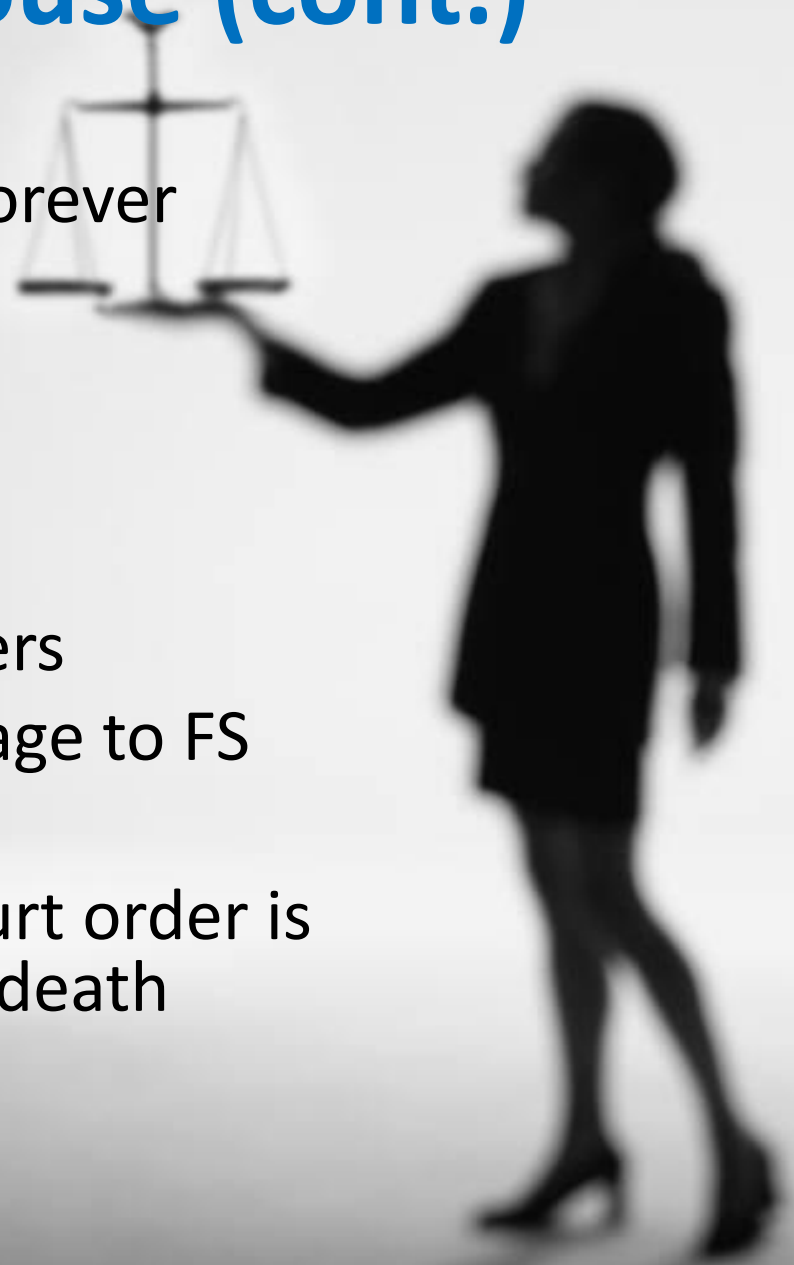 ouse (cont.)
orever
ers
age to FS
urt order is
death